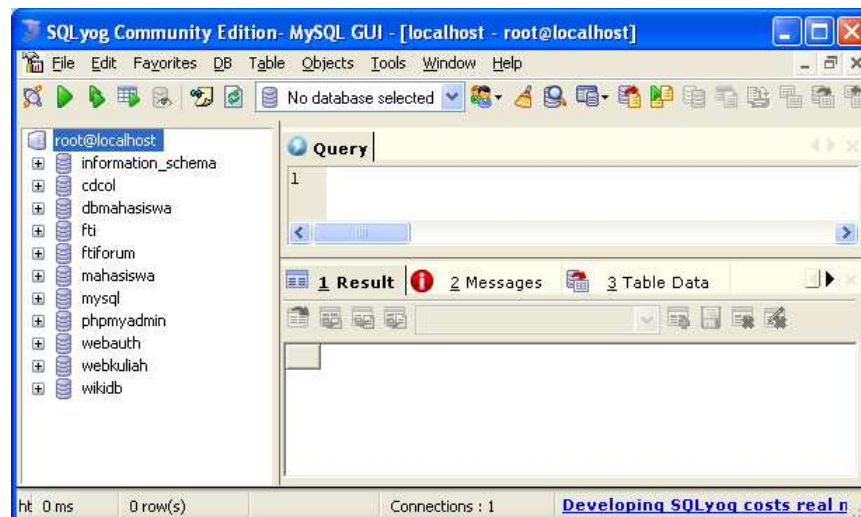 SQLyog Community Edition- MySQL GUI - [localhost - root@localhost]
File Edit Favorites DB Table Objects Tools Window Help
No database selected
root@localhost
information_schema
cdcol
dbmahasiswa
fti
ftiforum
mahasiswa
mysql
phpmyadmin
webauth
webkuliah
wikidb
Query
1
1 Result 2 Messages 3 Table Data
ht 0 ms 0 row(s) Connections : 1 Developing SQLyog costs real n